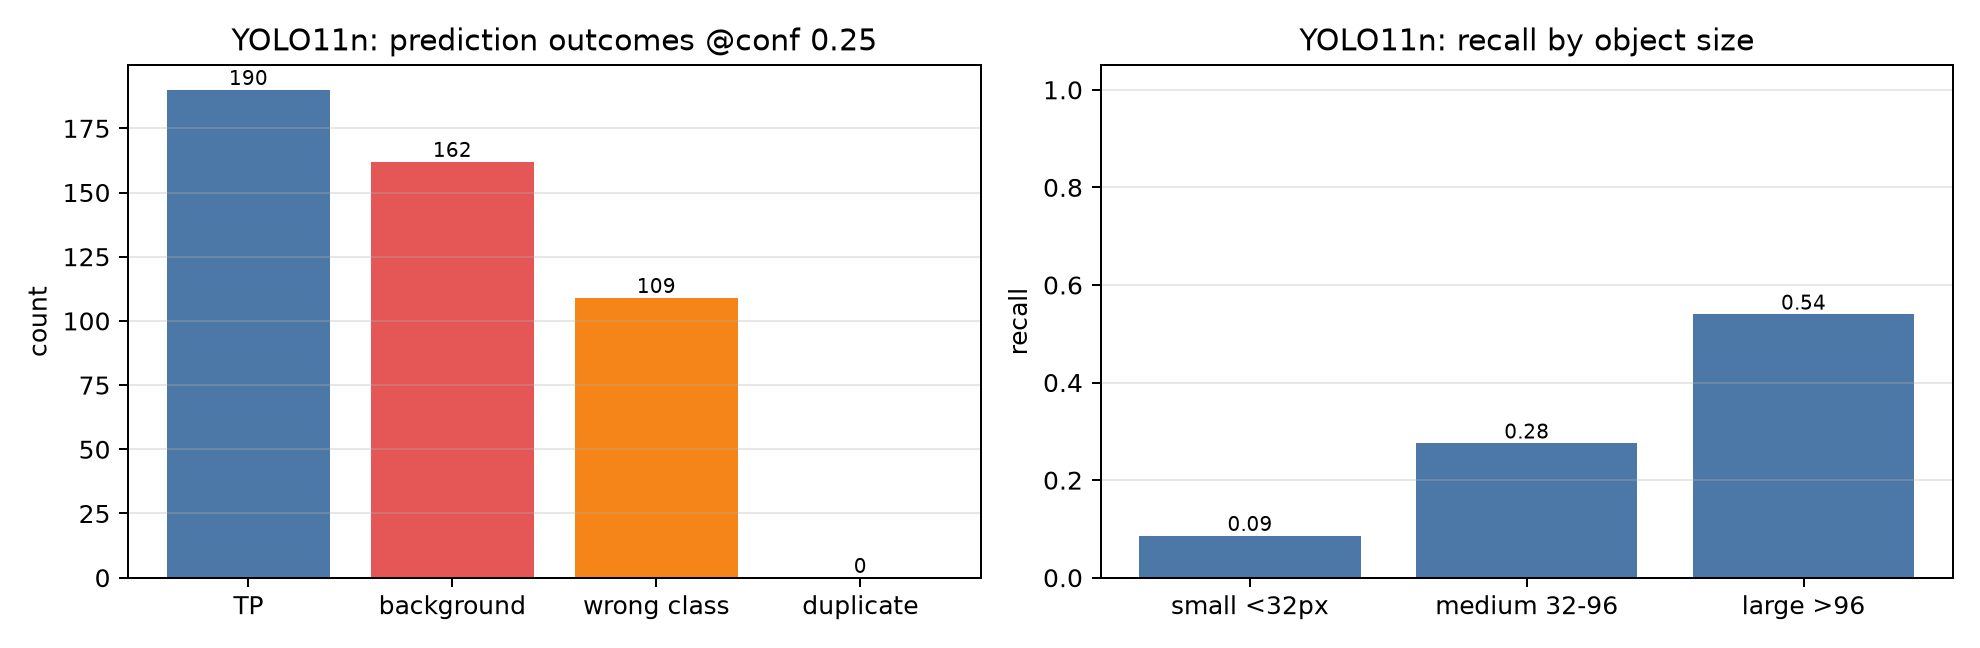 YOLO11n: prediction outcomes @conf 0.25
count
175
150
125
100
75
50
25
0
190
162
109
0
TP
background
wrong class
duplicate
YOLO11n: recall by object size
recall
1.0
0.8
0.6
0.4
0.2
0.0
0.09
0.28
0.54
small <32px
medium 32-96
large >96